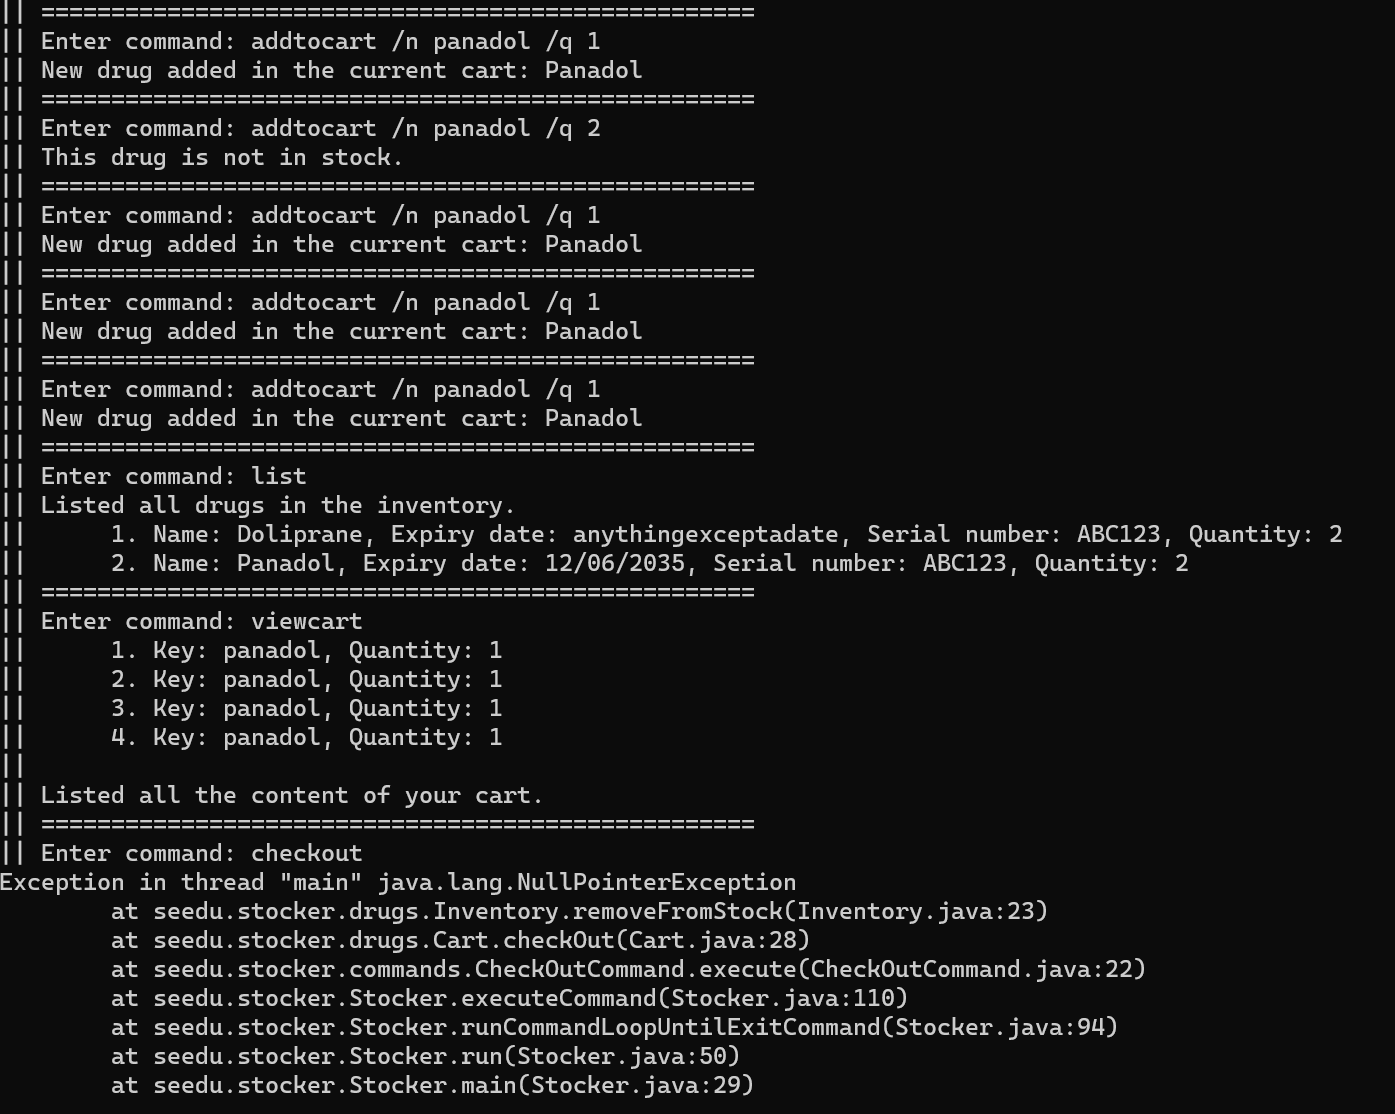 || ===================================================
|| Enter command: addtocart /n panadol /q 1
|| New drug added in the current cart: Panadol
|| ===================================================
|| Enter command: addtocart /n panadol /q 2
|| This drug is not in stock.
|| ===================================================
|| Enter command: addtocart /n panadol /q 1
|| New drug added in the current cart: Panadol
|| ===================================================
|| Enter command: addtocart /n panadol /q 1
|| New drug added in the current cart: Panadol
|| ===================================================
|| Enter command: addtocart /n panadol /q 1
|| New drug added in the current cart: Panadol
|| ===================================================
|| Enter command: list
|| Listed all drugs in the inventory.
||      1. Name: Doliprane, Expiry date: anythingexceptadate, Serial number: ABC123, Quantity: 2
||      2. Name: Panadol, Expiry date: 12/06/2035, Serial number: ABC123, Quantity: 2
|| ===================================================
|| Enter command: viewcart
||      1. Key: panadol, Quantity: 1
||      2. Key: panadol, Quantity: 1
||      3. Key: panadol, Quantity: 1
||      4. Key: panadol, Quantity: 1
||
|| Listed all the content of your cart.
|| ===================================================
|| Enter command: checkout
Exception in thread "main" java.lang.NullPointerException
        at seedu.stocker.drugs.Inventory.removeFromStock(Inventory.java:23)
        at seedu.stocker.drugs.Cart.checkOut(Cart.java:28)
        at seedu.stocker.commands.CheckOutCommand.execute(CheckOutCommand.java:22)
        at seedu.stocker.Stocker.executeCommand(Stocker.java:110)
        at seedu.stocker.Stocker.runCommandLoopUntilExitCommand(Stocker.java:94)
        at seedu.stocker.Stocker.run(Stocker.java:50)
        at seedu.stocker.Stocker.main(Stocker.java:29)